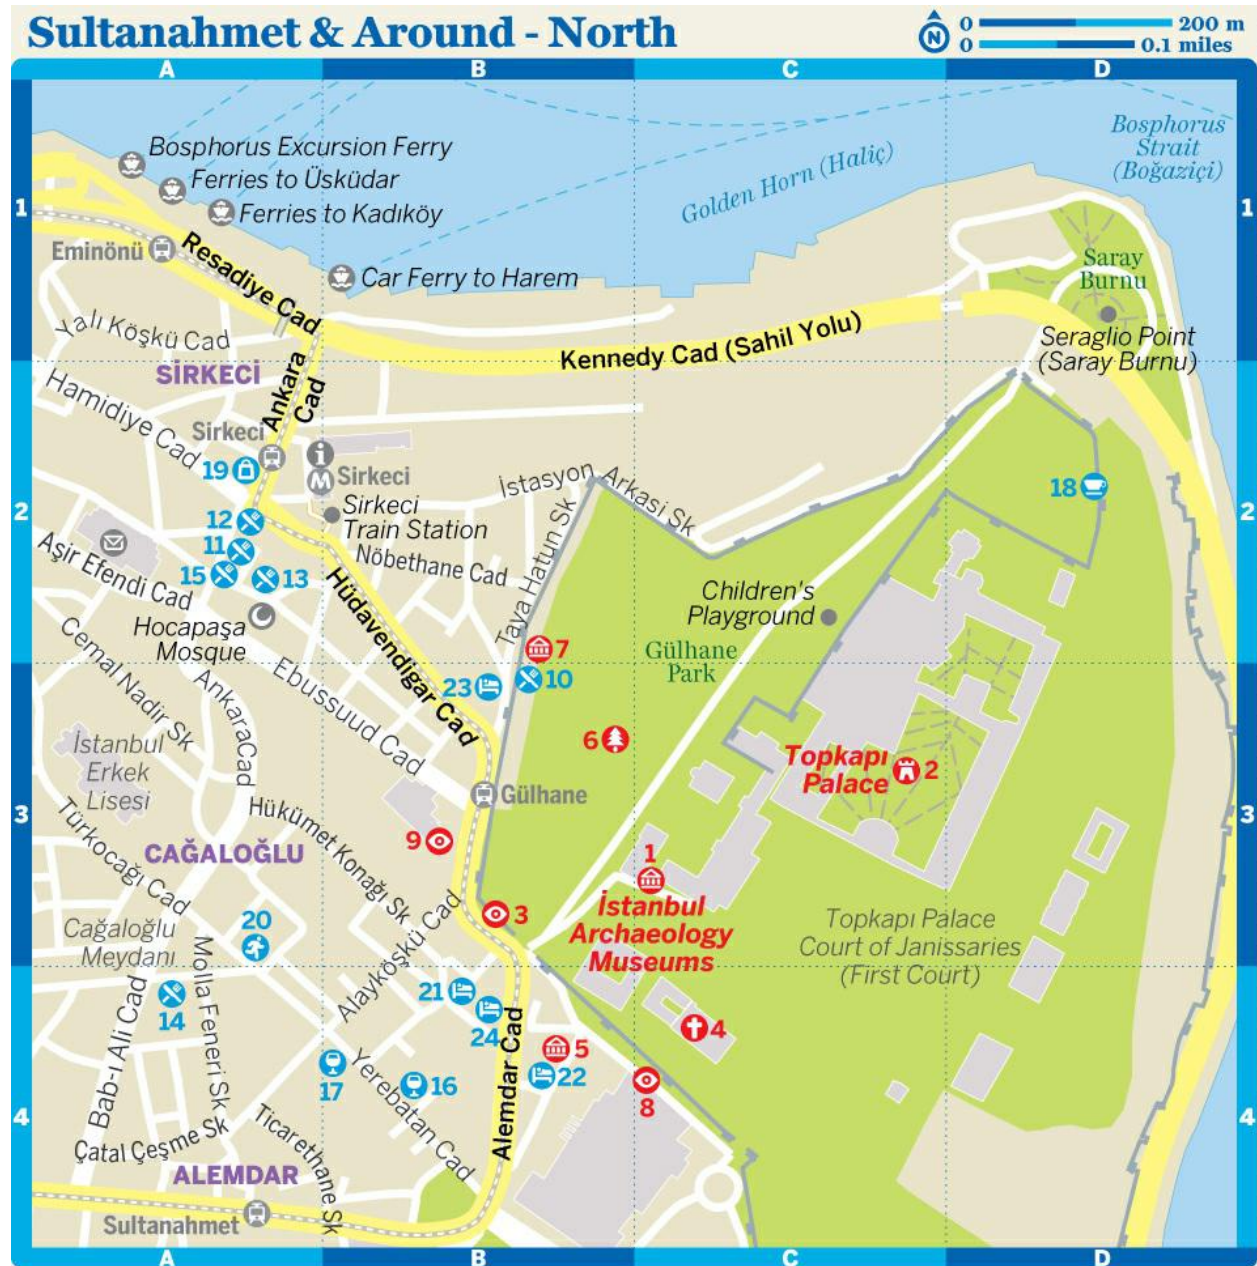 Sultanahmet & Around - North
N
0 200 m
0 0.1 miles
A B C D
Bosphorus
Strait
(Boğaziçi)
Bosphorus Excursion Ferry
Ferries to Üsküdar
Ferries to Kadıköy
Golden Horn (Haliç)
1 1
Eminönü
Resadiye Cad
Car Ferry to Harem
Saray
Burnu
Seraglio Point
(Saray Burnu)
Yalı Köşkü Cad
Kennedy Cad (Sahil Yolu)
SİRKECİ
Ankara
Cad
Hamidiye Cad
Sirkeci
i
M
Sirkeci
19
İstasyon Arkasi Sk
18
2 2
Sirkeci
Train Station
12
11
15
13
Aşir Efendi Cad
Nöbethane Cad
Taya Hatun Sk
Hüdavendigar Cad
Hocapaşa
Mosque
Children's
Playground
Cemal Nadir Sk
Ebussuud Cad
AnkaraCad
7
Gülhane
Park
23
10
6
İstanbul
Erkek
Lisesi
Topkapı
Palace
2
Gülhane
3 3
Türkocağı Cad
Hükümet Konağı Sk
9
CAĞALOĞLU
1
İstanbul
Archaeology
Museums
3
20
Cağaloğlu
Meydanı
Alayköşkü Cad
Molla Feneri Sk
Topkapı Palace
Court of Janissaries
(First Court)
21
24
14
Bab-ı Ali Cad
4
5
22
17
16
8
Yerebatan Cad
Alemdar Cad
4 4
Çatal Çeşme Sk
Ticarethane Sk
ALEMDAR
Sultanahmet
A B C D